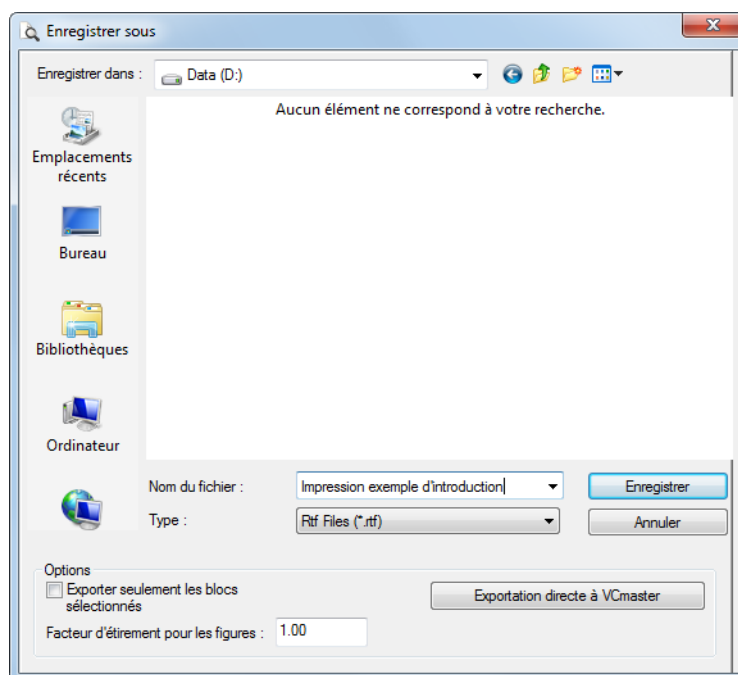 Enregistrer sous
Enregistrer dans :
Data (D:)
Aucun élément ne correspond à votre recherche.
Emplacements
récents
Bureau
Bibliothèques
Ordinateur
Nom du fichier :
Impression exemple d'introduction
Enregistrer
Type :
Rtf Files (*.rtf)
Annuler
Options
Exporter seulement les blocs
sélectionnés
Exportation directe à VCmaster
Facteur d'étirement pour les figures :
1.00